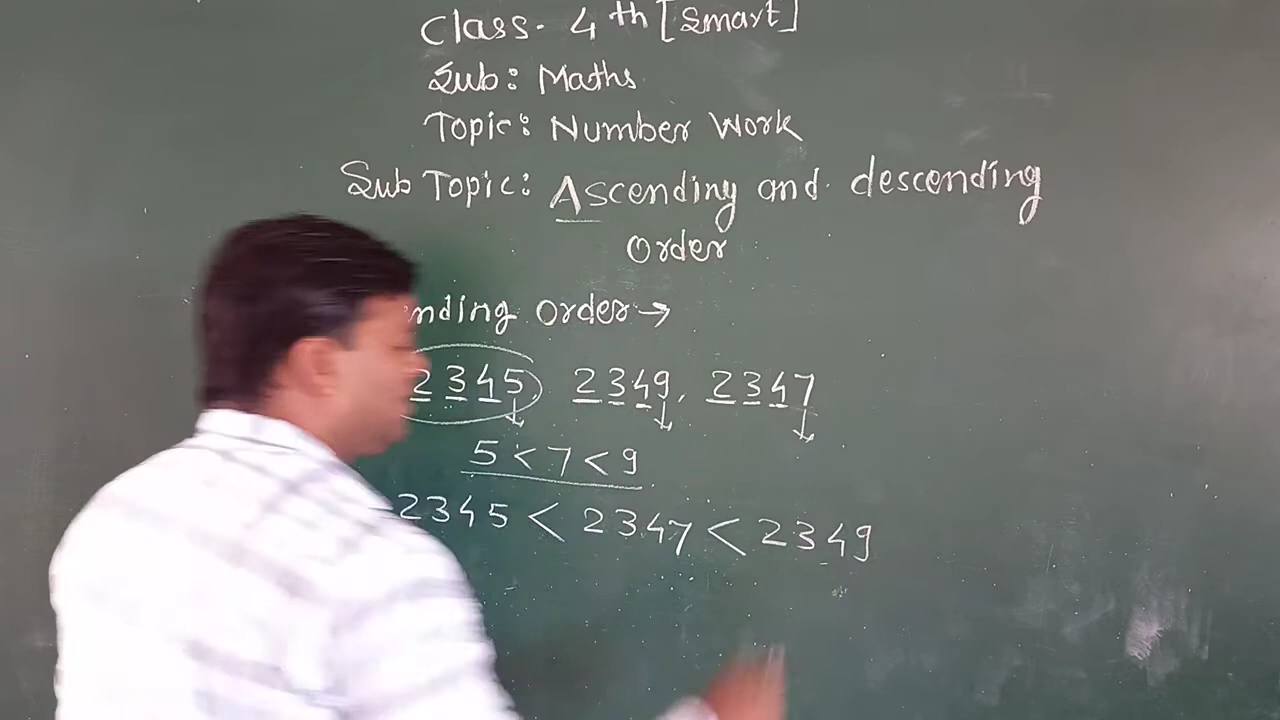 Class- 4th [Smart]
Sub: Maths
Topic: Number Work
Sub Topic: Ascending and descending
Order
nding Order →
2345 2349, 2347
5 < 7 < 9
2345 < 2347 < 2349